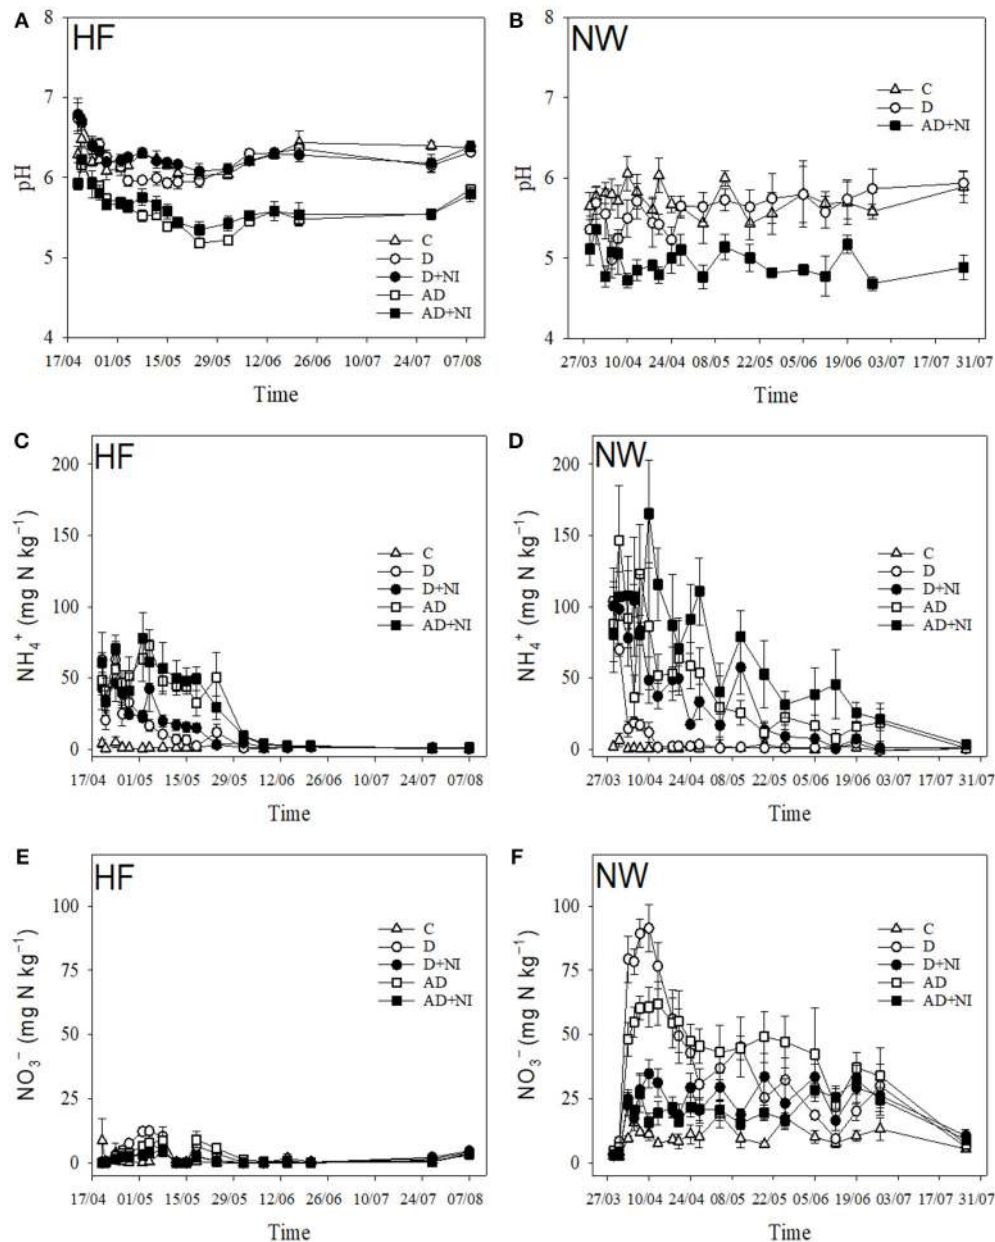 A
HF
8
7
6
5
4
pH
C
D
D+NI
AD
AD+NI
17/04 01/05 15/05 29/05 12/06 26/06 10/07 24/07 07/08
Time
B
NW
8
7
6
5
4
pH
C
D
AD+NI
27/03 10/04 24/04 08/05 22/05 05/06 19/06 03/07 17/07 31/07
Time
C
HF
200
150
100
50
0
NH₄⁺ (mg N kg⁻¹)
C
D
D+NI
AD
AD+NI
17/04 01/05 15/05 29/05 12/06 26/06 10/07 24/07 07/08
Time
D
NW
200
150
100
50
0
NH₄⁺ (mg N kg⁻¹)
C
D
D+NI
AD
AD+NI
27/03 10/04 24/04 08/05 22/05 05/06 19/06 03/07 17/07 31/07
Time
E
HF
100
75
50
25
0
NO₃⁻ (mg N kg⁻¹)
C
D
D+NI
AD
AD+NI
17/04 01/05 15/05 29/05 12/06 26/06 10/07 24/07 07/08
Time
F
NW
100
75
50
25
0
NO₃⁻ (mg N kg⁻¹)
C
D
D+NI
AD
AD+NI
27/03 10/04 24/04 08/05 22/05 05/06 19/06 03/07 17/07 31/07
Time